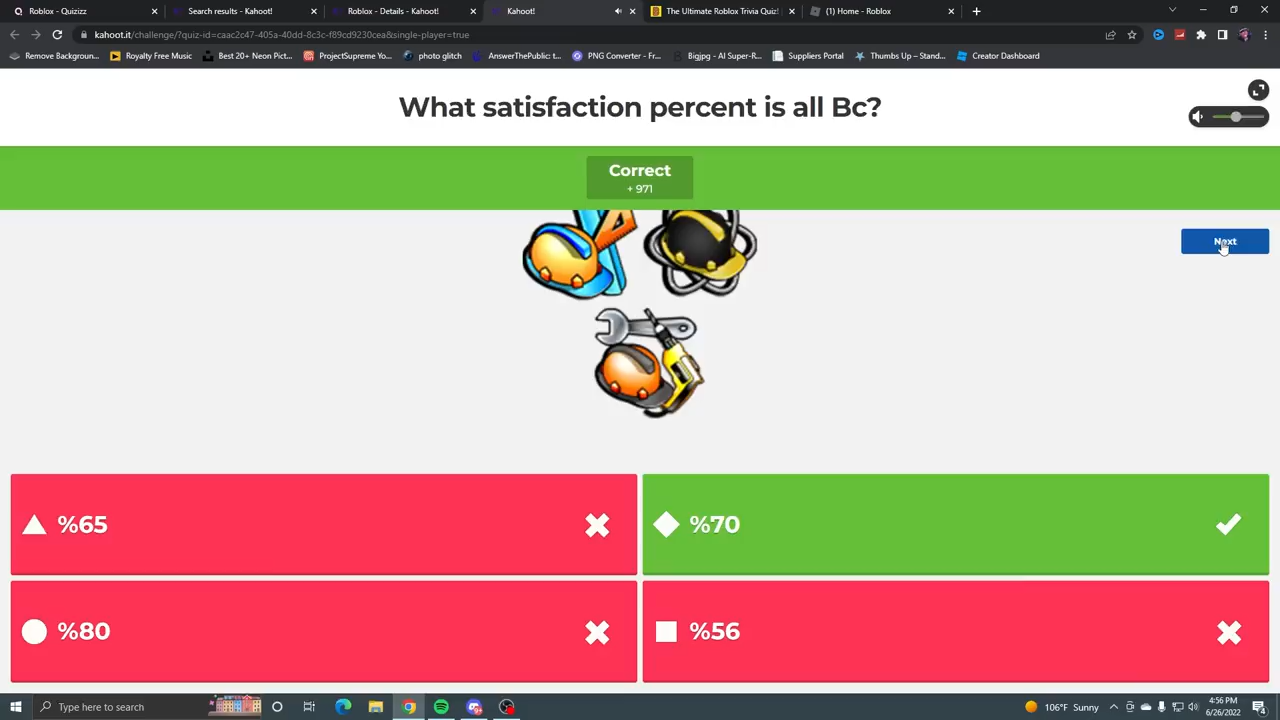 Roblox - Quizizz
Search results - Kahoot!
Roblox - Details - Kahoot!
Kahoot!
The Ultimate Roblox Trivia Quiz!
(1) Home - Roblox
kahoot.it/challenge/?quiz-id=caac2c47-405a-40dd-8c3c-f89cd9230cea&single-player=true
Remove Backgroun...
Royalty Free Music
Best 20+ Neon Pict...
ProjectSupreme Yo...
photo glitch
AnswerThePublic: t...
PNG Converter - Fr...
Bigjpg - AI Super-R...
Suppliers Portal
Thumbs Up – Stand...
Creator Dashboard
What satisfaction percent is all Bc?
Correct
+ 971
Next
%65
%70
%80
%56
Type here to search
106°F Sunny
4:56 PM
6/26/2022
4